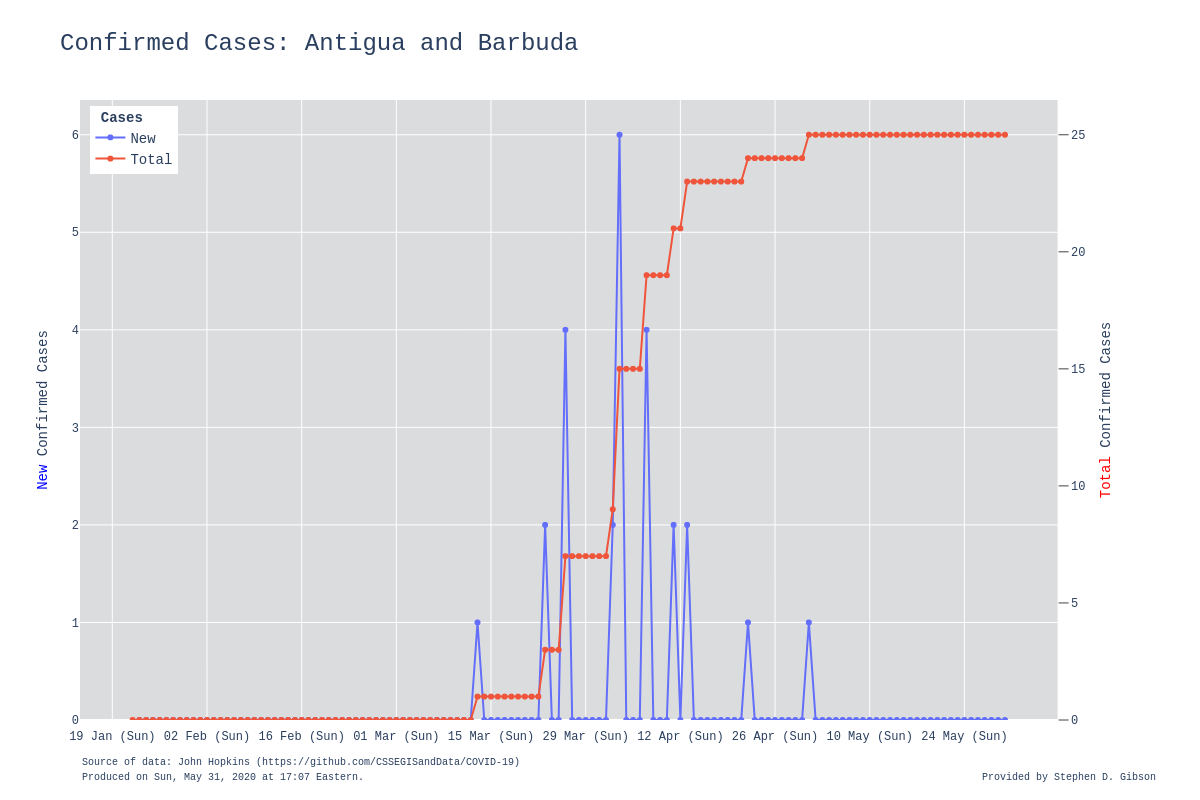 Confirmed Cases: Antigua and Barbuda
Cases
New
Total
6
5
4
3
2
1
0
New Confirmed Cases
25
20
15
10
5
0
Total Confirmed Cases
19 Jan (Sun) 02 Feb (Sun) 16 Feb (Sun) 01 Mar (Sun) 15 Mar (Sun) 29 Mar (Sun) 12 Apr (Sun) 26 Apr (Sun) 10 May (Sun) 24 May (Sun)
Source of data: John Hopkins (https://github.com/CSSEGISandData/COVID-19)
Produced on Sun, May 31, 2020 at 17:07 Eastern.
Provided by Stephen D. Gibson